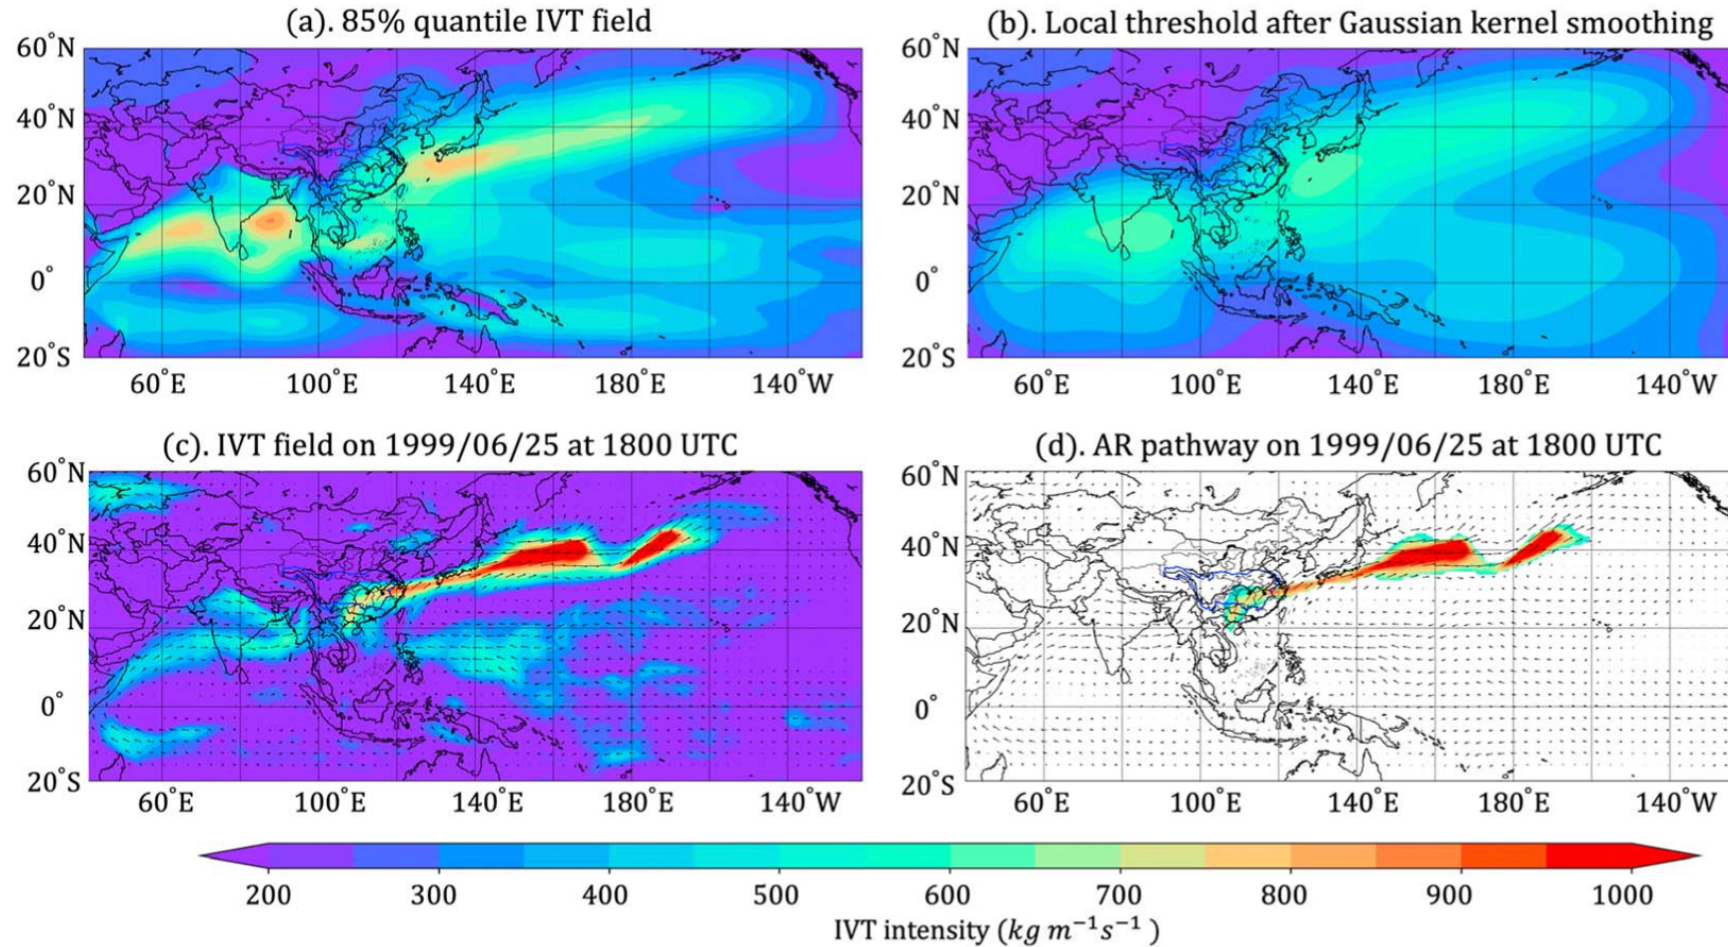 (a). 85% quantile IVT field
(b). Local threshold after Gaussian kernel smoothing
60°N
40°N
20°N
0°
20°S
60°E 100°E 140°E 180°E 140°W
60°N
40°N
20°N
0°
20°S
60°E 100°E 140°E 180°E 140°W
(c). IVT field on 1999/06/25 at 1800 UTC
(d). AR pathway on 1999/06/25 at 1800 UTC
60°N
40°N
20°N
0°
20°S
60°E 100°E 140°E 180°E 140°W
60°N
40°N
20°N
0°
20°S
60°E 100°E 140°E 180°E 140°W
200 300 400 500 600 700 800 900 1000
IVT intensity (kg m⁻¹s⁻¹)